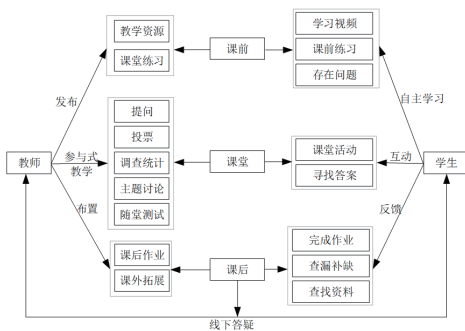 教学资源
课堂练习
课前
学习视频
课前练习
存在问题
发布
自主学习
提问
投票
调查统计
主题讨论
随堂测试
教师
参与式
教学
课堂
课堂活动
寻找答案
互动
学生
布置
反馈
课后作业
课外拓展
课后
完成作业
查漏补缺
查找资料
线下答疑